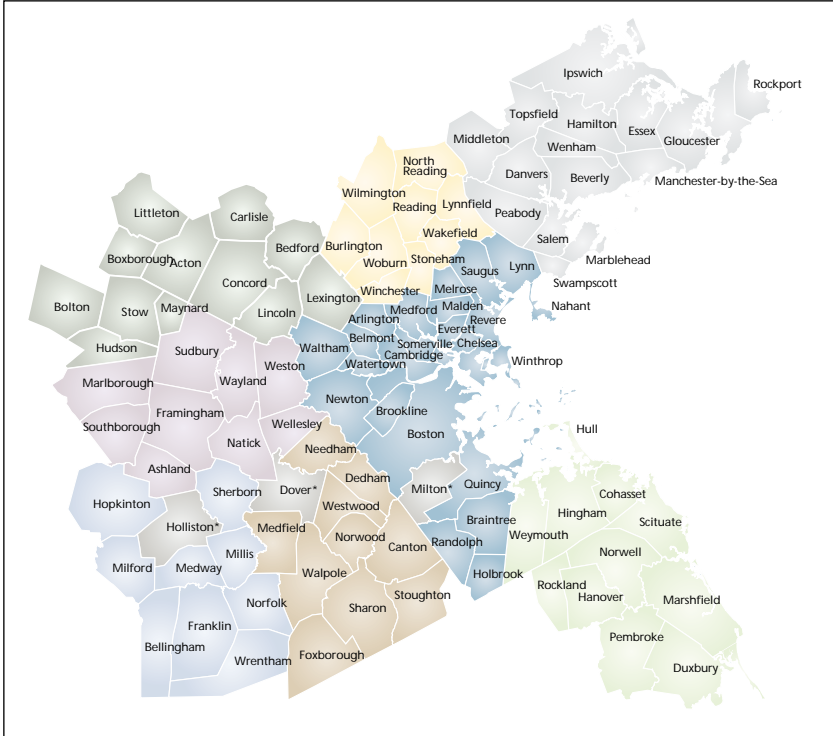 Ipswich
Rockport
Topsfield
Hamilton
Essex
Gloucester
Middleton
Wenham
North
Reading
Danvers
Beverly
Manchester-by-the-Sea
Wilmington
Reading
Lynnfield
Peabody
Littleton
Carlisle
Wakefield
Salem
Bedford
Burlington
Marblehead
Boxborough
Acton
Woburn
Stoneham
Saugus
Lynn
Concord
Swampscott
Winchester
Melrose
Bolton
Stow
Maynard
Lincoln
Lexington
Medford
Malden
Nahant
Arlington
Revere
Everett
Hudson
Sudbury
Waltham
Belmont
Somerville
Chelsea
Cambridge
Weston
Watertown
Winthrop
Marlborough
Wayland
Newton
Framingham
Brookline
Southborough
Wellesley
Boston
Hull
Natick
Needham
Ashland
Dedham
Hopkinton
Sherborn
Dover*
Milton*
Quincy
Cohasset
Westwood
Hingham
Scituate
Holliston*
Medfield
Braintree
Norwood
Weymouth
Canton
Randolph
Norwell
Millis
Milford
Medway
Walpole
Holbrook
Rockland
Hanover
Marshfield
Norfolk
Sharon
Stoughton
Franklin
Pembroke
Bellingham
Wrentham
Foxborough
Duxbury